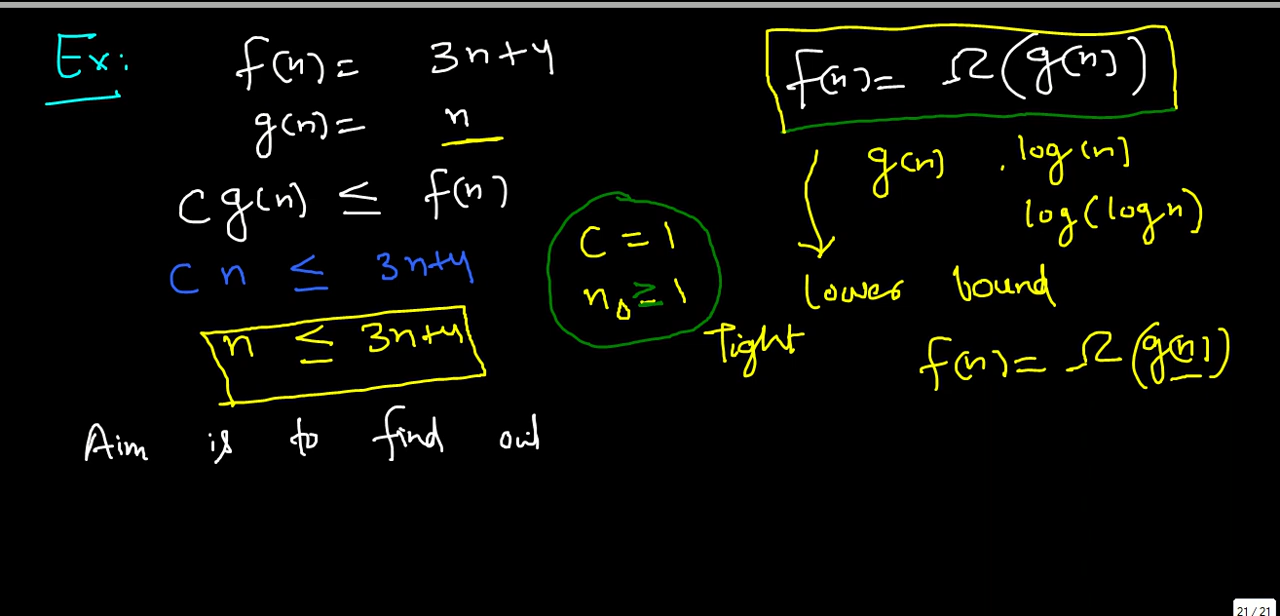 Ex: f(n) = 3n+4
g(n) = n
C g(n) ≤ f(n)
C n ≤ 3n+4
n ≤ 3n+4
Aim is to find out
C = 1
n₀ ≥ 1
f(n) = Ω(g(n))
g(n) . log(n)
log(log n)
Lower bound
Tight
f(n) = Ω(g(n))
21 / 21